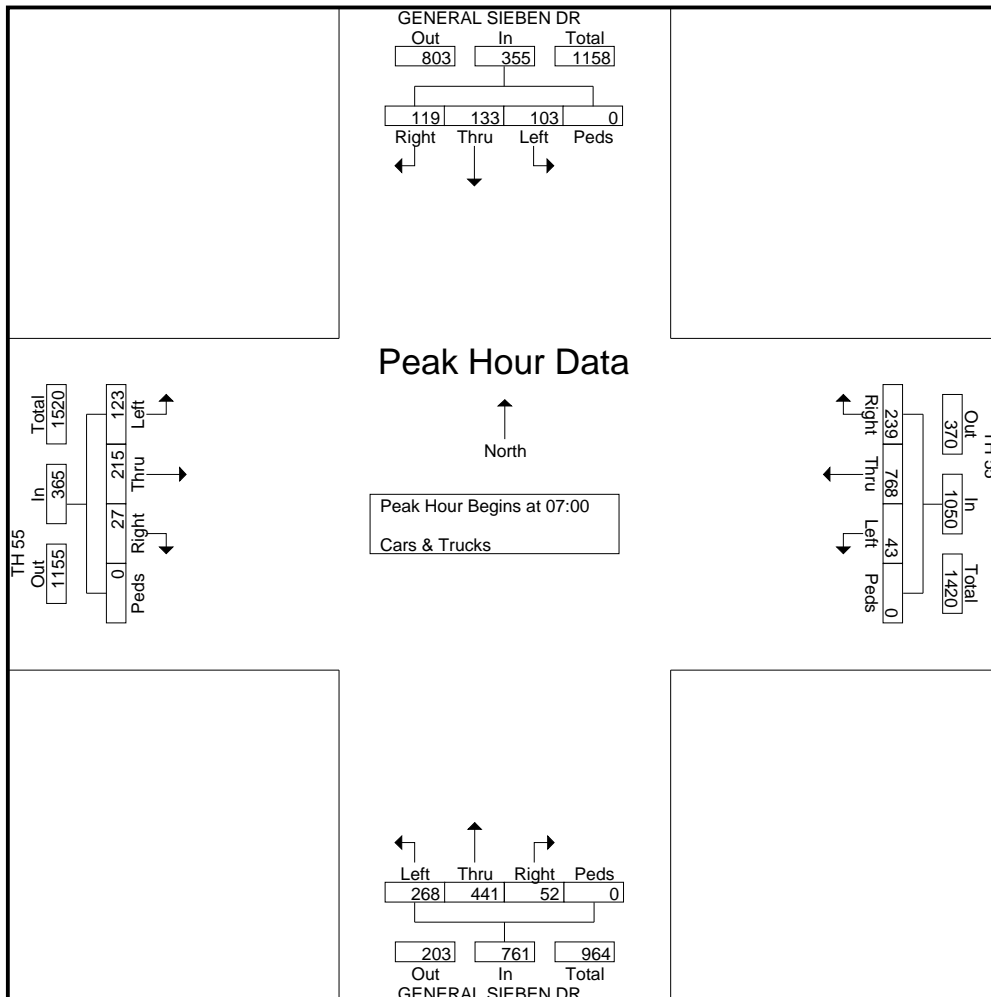 GENERAL SIEBEN DR
Out In Total
803 355 1158
119 133 103 0
Right Thru Left Peds
Peak Hour Data
North
Peak Hour Begins at 07:00
Cars & Trucks
TH 55
Total In Out
1520 365 1155
123 215 27 0
Left Thru Right Peds
TH 55
Out In Total
370 1050 1420
239 768 43 0
Right Thru Left Peds
Left Thru Right Peds
268 441 52 0
203 761 964
Out In Total
GENERAL SIEBEN DR